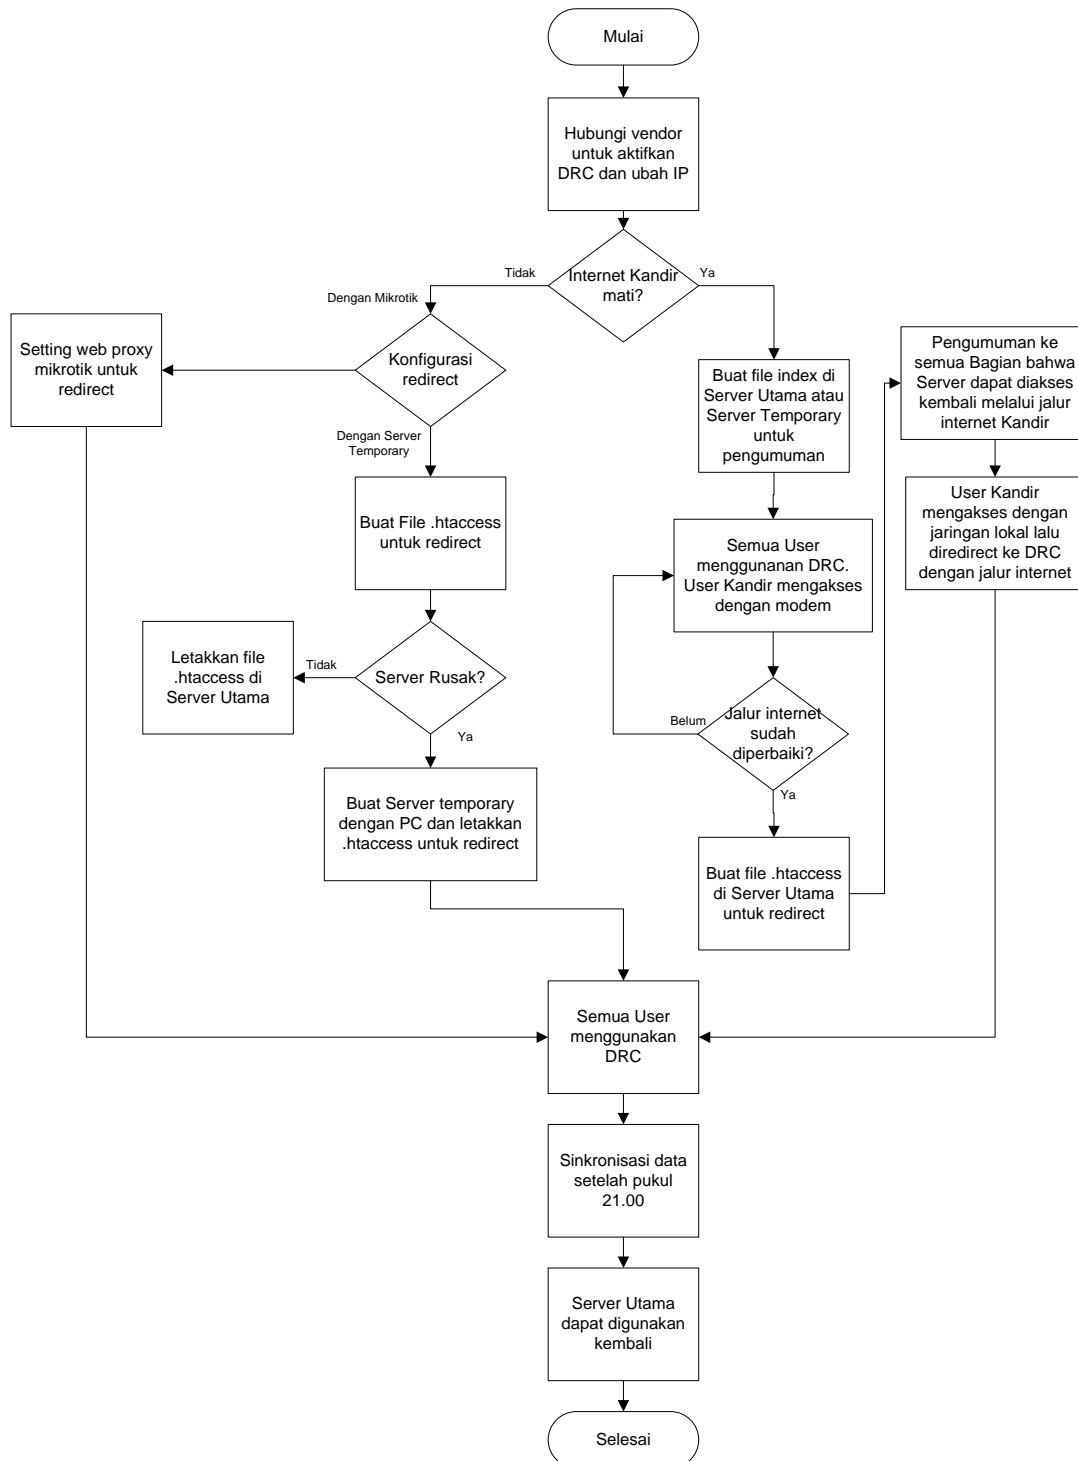 Mulai
Hubungi vendor
untuk aktifkan
DRC dan ubah IP
Internet Kandir
mati?
Tidak
Ya
Dengan Mikrotik
Konfigurasi
redirect
Setting web proxy
mikrotik untuk
redirect
Dengan Server
Temporary
Buat File .htaccess
untuk redirect
Server Rusak?
Tidak
Letakkan file
.htaccess di
Server Utama
Ya
Buat Server temporary
dengan PC dan letakkan
.htaccess untuk redirect
Buat file index di
Server Utama atau
Server Temporary
untuk
pengumuman
Semua User
menggunanan DRC.
User Kandir mengakses
dengan modem
Jalur internet
sudah
diperbaiki?
Belum
Ya
Buat file .htaccess
di Server Utama
untuk redirect
Pengumuman ke
semua Bagian bahwa
Server dapat diakses
kembali melalui jalur
internet Kandir
User Kandir
mengakses dengan
jaringan lokal lalu
diredirect ke DRC
dengan jalur internet
Semua User
menggunakan
DRC
Sinkronisasi data
setelah pukul
21.00
Server Utama
dapat digunakan
kembali
Selesai